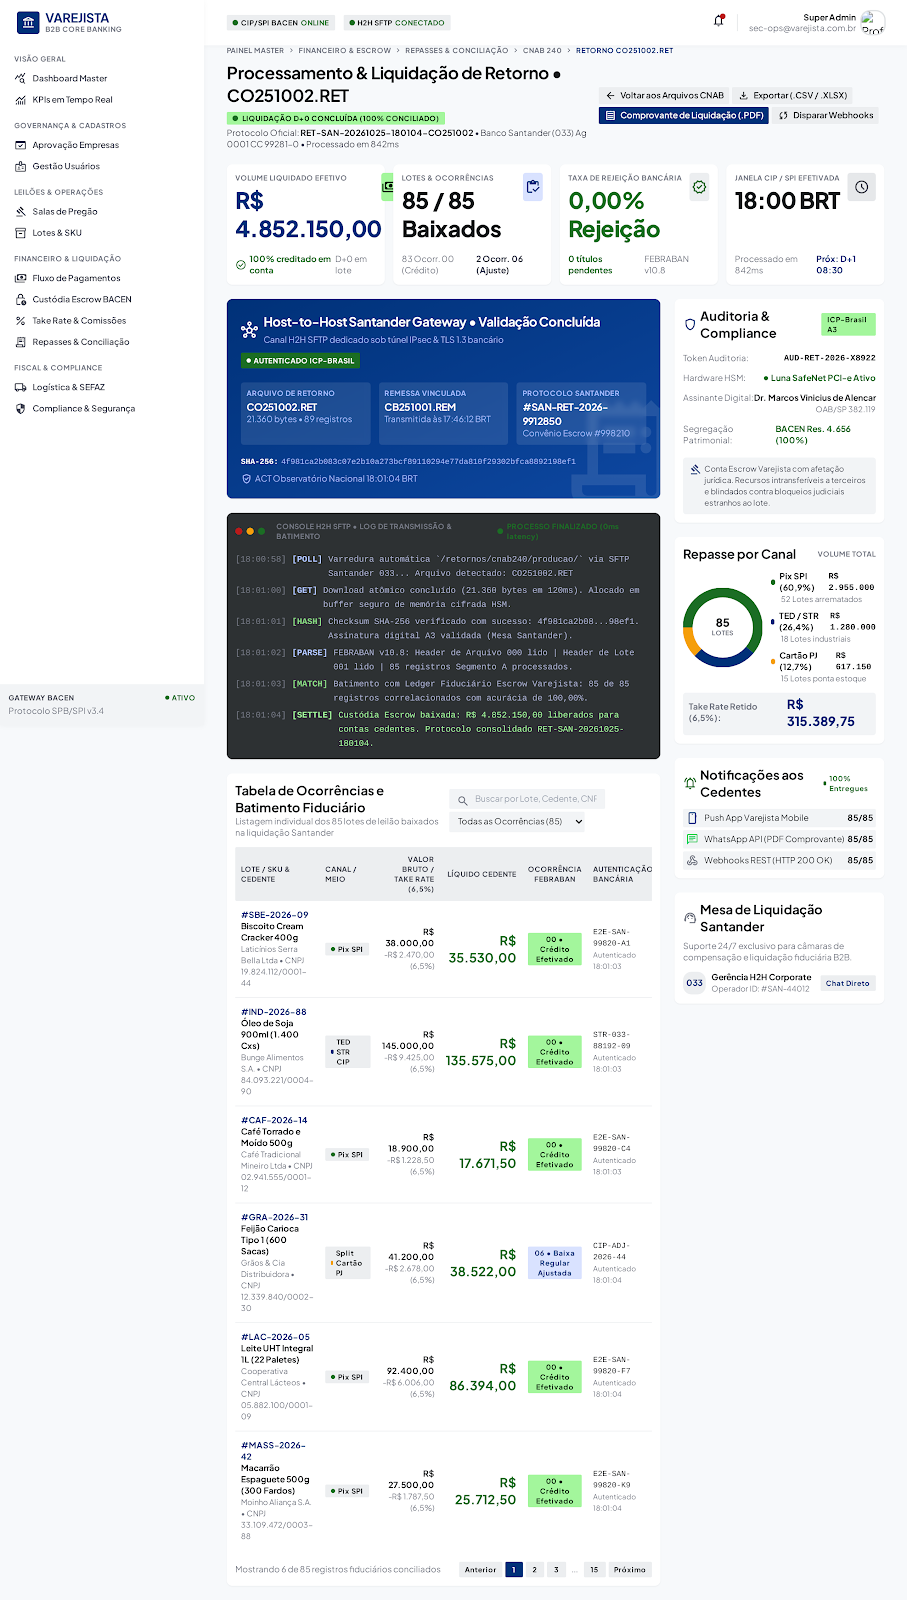 VAREJISTA
B2B CORE BANKING
VISÃO GERAL
Dashboard Master
KPIs em Tempo Real
GOVERNANÇA & CADASTROS
Aprovação Empresas
Gestão Usuários
LEILÕES & OPERAÇÕES
Salas de Pregão
Lotes & SKU
FINANCEIRO & LIQUIDAÇÃO
Fluxo de Pagamentos
Custódia Escrow BACEN
Take Rate & Comissões
Repasses & Conciliação
FISCAL & COMPLIANCE
Logística & SEFAZ
Compliance & Segurança
GATEWAY BACEN
ATIVO
Protocolo SPB/SPI v3.4
CIP/SPI BACEN ONLINE
H2H SFTP CONECTADO
Super Admin
sec-ops@varejista.com.br
Prof
PAINEL MASTER > FINANCEIRO & ESCROW > REPASSES & CONCILIAÇÃO > CNAB 240 > RETORNO CO251002.RET
Processamento & Liquidação de Retorno •
CO251002.RET
LIQUIDAÇÃO D+0 CONCLUÍDA (100% CONCILIADO)
Protocolo Oficial: RET-SAN-20261025-180104-CO251002 • Banco Santander (033) Ag
0001 CC 99281-0 • Processado em 842ms
Voltar aos Arquivos CNAB
Exportar (.CSV / .XLSX)
Comprovante de Liquidação (.PDF)
Disparar Webhooks
VOLUME LIQUIDADO EFETIVO
R$
4.852.150,00
100% creditado em
conta
D+0 em
lote
LOTES & OCORRÊNCIAS
85 / 85
Baixados
83 Ocorr. 00
(Crédito)
2 Ocorr. 06
(Ajuste)
TAXA DE REJEIÇÃO BANCÁRIA
0,00%
Rejeição
0 títulos
pendentes
FEBRABAN
v10.8
JANELA CIP / SPI EFETIVADA
18:00 BRT
Processado em
842ms
Próx: D+1
08:30
Host-to-Host Santander Gateway • Validação Concluída
Canal H2H SFTP dedicado sob túnel IPsec & TLS 1.3 bancário
AUTENTICADO ICP-BRASIL
ARQUIVO DE RETORNO
CO251002.RET
21.360 bytes • 89 registros
REMESSA VINCULADA
CB251001.REM
Transmitida às 17:46:12 BRT
PROTOCOLO SANTANDER
#SAN-RET-2026-
9912850
Convênio Escrow #998210
SHA-256: 4f981ca2b083c07e2b10a273bcf89110294e77da810f29302bfca8892198ef1
ACT Observatório Nacional 18:01:04 BRT
CONSOLE H2H SFTP • LOG DE TRANSMISSÃO &
BATIMENTO
PROCESSO FINALIZADO (0ms
latency)
[18:00:58] [POLL] Varredura automática `/retornos/cnab240/producao/` via SFTP
Santander 033... Arquivo detectado: CO251002.RET
[18:01:00] [GET] Download atômico concluído (21.360 bytes em 120ms). Alocado em
buffer seguro de memória cifrada HSM.
[18:01:01] [HASH] Checksum SHA-256 verificado com sucesso: 4f981ca2b08...98ef1.
Assinatura digital A3 validada (Mesa Santander).
[18:01:02] [PARSE] FEBRABAN v10.8: Header de Arquivo 000 lido | Header de Lote
001 lido | 85 registros Segmento A processados.
[18:01:03] [MATCH] Batimento com Ledger Fiduciário Escrow Varejista: 85 de 85
registros correlacionados com acurácia de 100,00%.
[18:01:04] [SETTLE] Custódia Escrow baixada: R$ 4.852.150,00 liberados para
contas cedentes. Protocolo consolidado RET-SAN-20261025-
180104.
Tabela de Ocorrências e
Batimento Fiduciário
Listagem individual dos 85 lotes de leilão baixados
na liquidação Santander
Buscar por Lote, Cedente, CNF
Todas as Ocorrências (85)
LOTE / SKU &
CEDENTE
CANAL /
MEIO
VALOR
BRUTO /
TAKE RATE
(6,5%)
LÍQUIDO CEDENTE
OCORRÊNCIA
FEBRABAN
AUTENTICAÇÃO
BANCÁRIA
#SBE-2026-09
Biscoito Cream
Cracker 400g
Laticínios Serra
Bella Ltda • CNPJ
19.824.112/0001-
44
Pix SPI
R$
38.000,00
-R$ 2.470,00
(6,5%)
R$
35.530,00
00 •
Crédito
Efetivado
E2E-SAN-
99820-A1
Autenticado
18:01:03
#IND-2026-88
Óleo de Soja
900ml (1.400
Cxs)
Bunge Alimentos
S.A. • CNPJ
84.093.221/0004-
90
TED
STR
CIP
R$
145.000,00
-R$ 9.425,00
(6,5%)
R$
135.575,00
00 •
Crédito
Efetivado
STR-033-
88192-09
Autenticado
18:01:03
#CAF-2026-14
Café Torrado e
Moído 500g
Café Tradicional
Mineiro Ltda • CNPJ
02.941.555/0001-
12
Pix SPI
R$
18.900,00
-R$ 1.228,50
(6,5%)
R$
17.671,50
00 •
Crédito
Efetivado
E2E-SAN-
99820-C4
Autenticado
18:01:03
#GRA-2026-31
Feijão Carioca
Tipo 1 (600
Sacas)
Grãos & Cia
Distribuidora •
CNPJ
12.339.840/0002-
30
Split
Cartão
PJ
R$
41.200,00
-R$ 2.678,00
(6,5%)
R$
38.522,00
06 • Baixa
Regular
Ajustada
CIP-ADJ-
2026-44
Autenticado
18:01:04
#LAC-2026-05
Leite UHT Integral
1L (22 Paletes)
Cooperativa
Central Lácteos •
CNPJ
05.882.100/0001-
09
Pix SPI
R$
92.400,00
-R$ 6.006,00
(6,5%)
R$
86.394,00
00 •
Crédito
Efetivado
E2E-SAN-
99820-F7
Autenticado
18:01:04
#MASS-2026-
42
Macarrão
Espaguete 500g
(300 Fardos)
Moinho Aliança S.A.
• CNPJ
33.109.472/0003-
88
Pix SPI
R$
27.500,00
-R$ 1.787,50
(6,5%)
R$
25.712,50
00 •
Crédito
Efetivado
E2E-SAN-
99820-K9
Autenticado
18:01:04
Mostrando 6 de 85 registros fiduciários conciliados
Anterior 1 2 3 ... 15 Próximo
Auditoria &
Compliance
ICP-Brasil
A3
Token Auditoria: AUD-RET-2026-X8922
Hardware HSM: Luna SafeNet PCI-e Ativo
Assinante Digital: Dr. Marcos Vinicius de Alencar
OAB/SP 382.119
Segregação
Patrimonial:
BACEN Res. 4.656
(100%)
Conta Escrow Varejista com afetação
jurídica. Recursos intransferíveis a terceiros
e blindados contra bloqueios judiciais
estranhos ao lote.
Repasse por Canal
VOLUME TOTAL
85
LOTES
Pix SPI
(60,9%)
R$
2.955.000
52 Lotes arrematados
TED / STR
(26,4%)
R$
1.280.000
18 Lotes industriais
Cartão PJ
(12,7%)
R$
617.150
15 Lotes ponta estoque
Take Rate Retido
(6,5%):
R$
315.389,75
Notificações aos
Cedentes
100%
Entregues
Push App Varejista Mobile 85/85
WhatsApp API (PDF Comprovante) 85/85
Webhooks REST (HTTP 200 OK) 85/85
Mesa de Liquidação
Santander
Suporte 24/7 exclusivo para câmaras de
compensação e liquidação fiduciária B2B.
033
Gerência H2H Corporate
Operador ID: #SAN-44012
Chat Direto